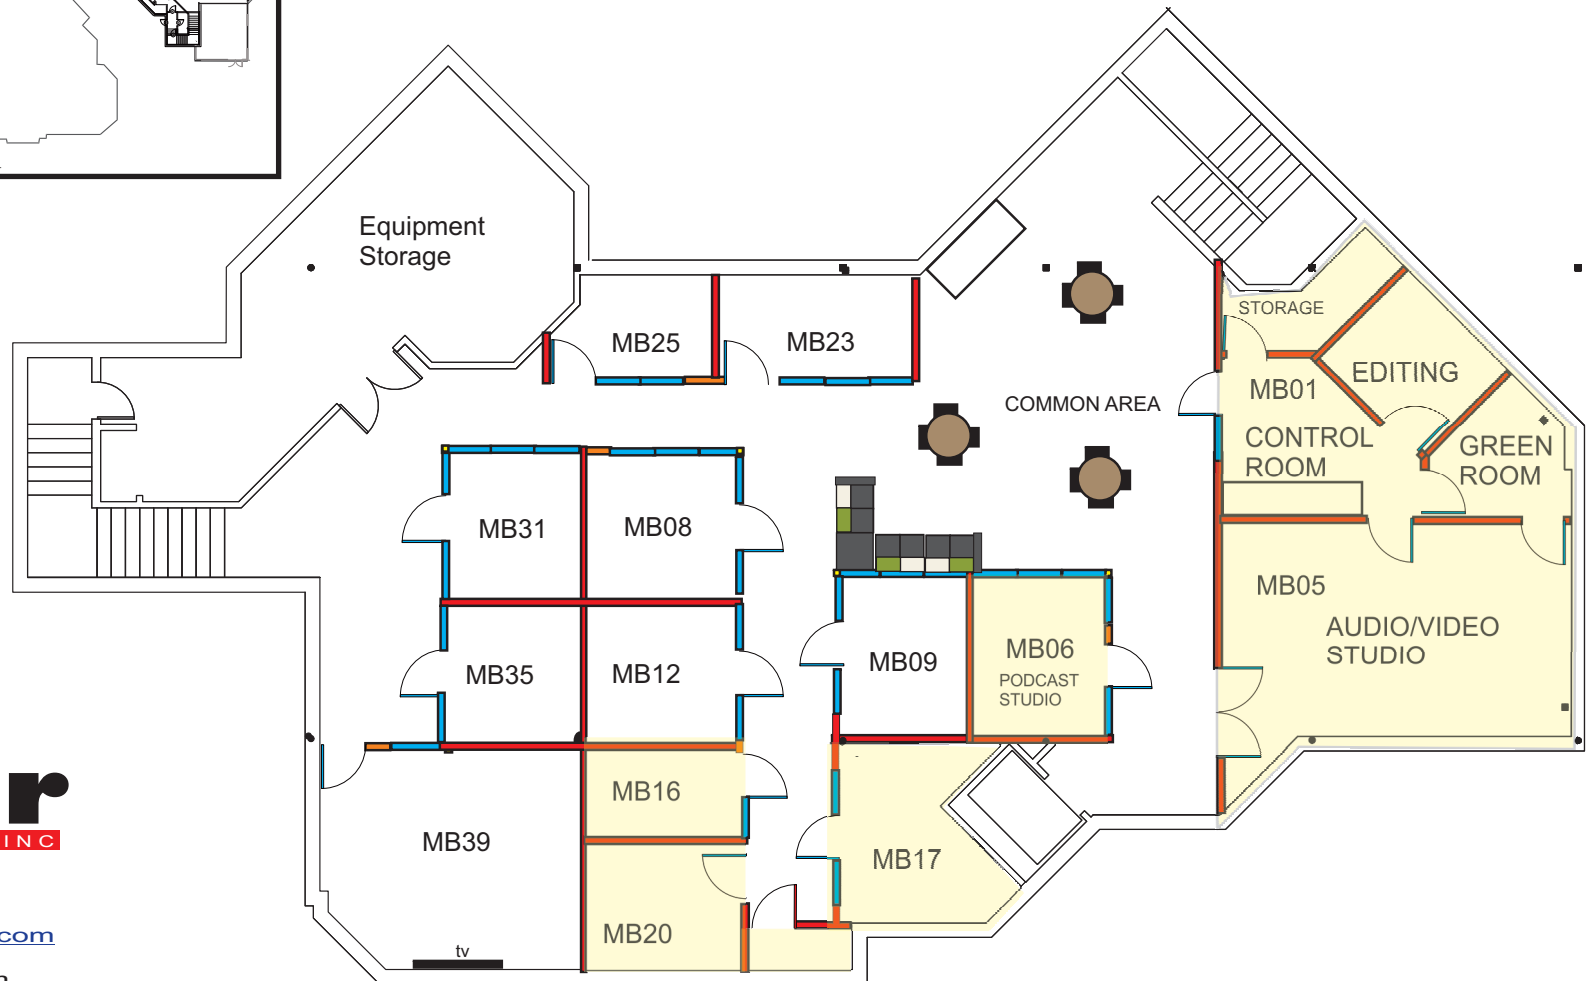 Equipment
Storage
MB25
MB23
STORAGE
EDITING
MB01
COMMON AREA
CONTROL
ROOM
GREEN
ROOM
MB31
MB08
MB05
AUDIO/VIDEO
STUDIO
MB35
MB12
MB09
MB06
PODCAST
STUDIO
MB16
r
INC
MB39
MB17
MB20
com
tv